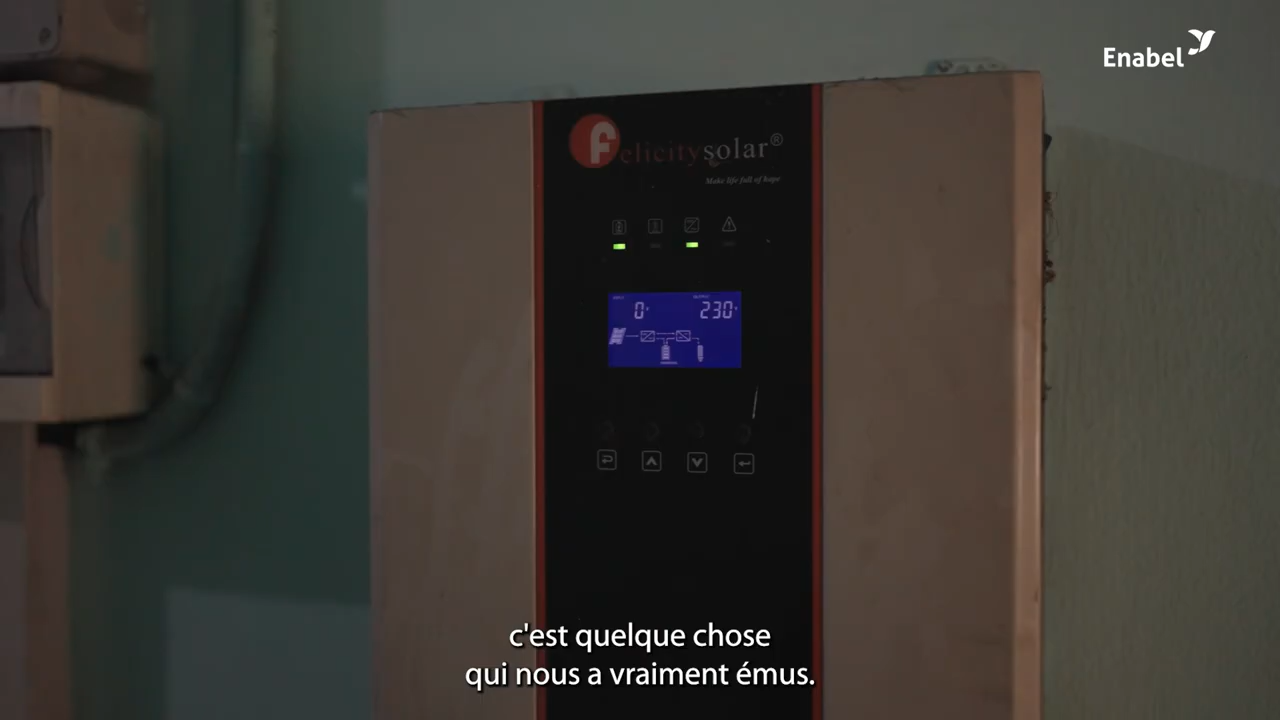 Enabel
felicitysolar®
Make life full of hope
0
230
c'est quelque chose
qui nous a vraiment émus.